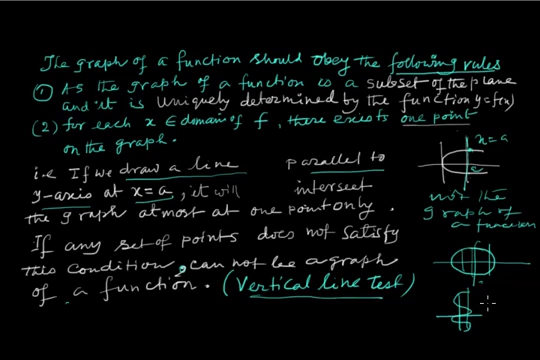 The graph of a function should obey the following rules
(1) As the graph of a function is a subset of the plane
and it is uniquely determined by the function y=f(x)
(2) for each x ∈ domain of f, there exists one point
on the graph.
i.e If we draw a line parallel to
y-axis at x=a, it will intersect
the graph atmost at one point only.
If any set of points does not satisfy
this condition, can not be a graph
of a function. (Vertical line test)
x=a
not the
graph of
a function